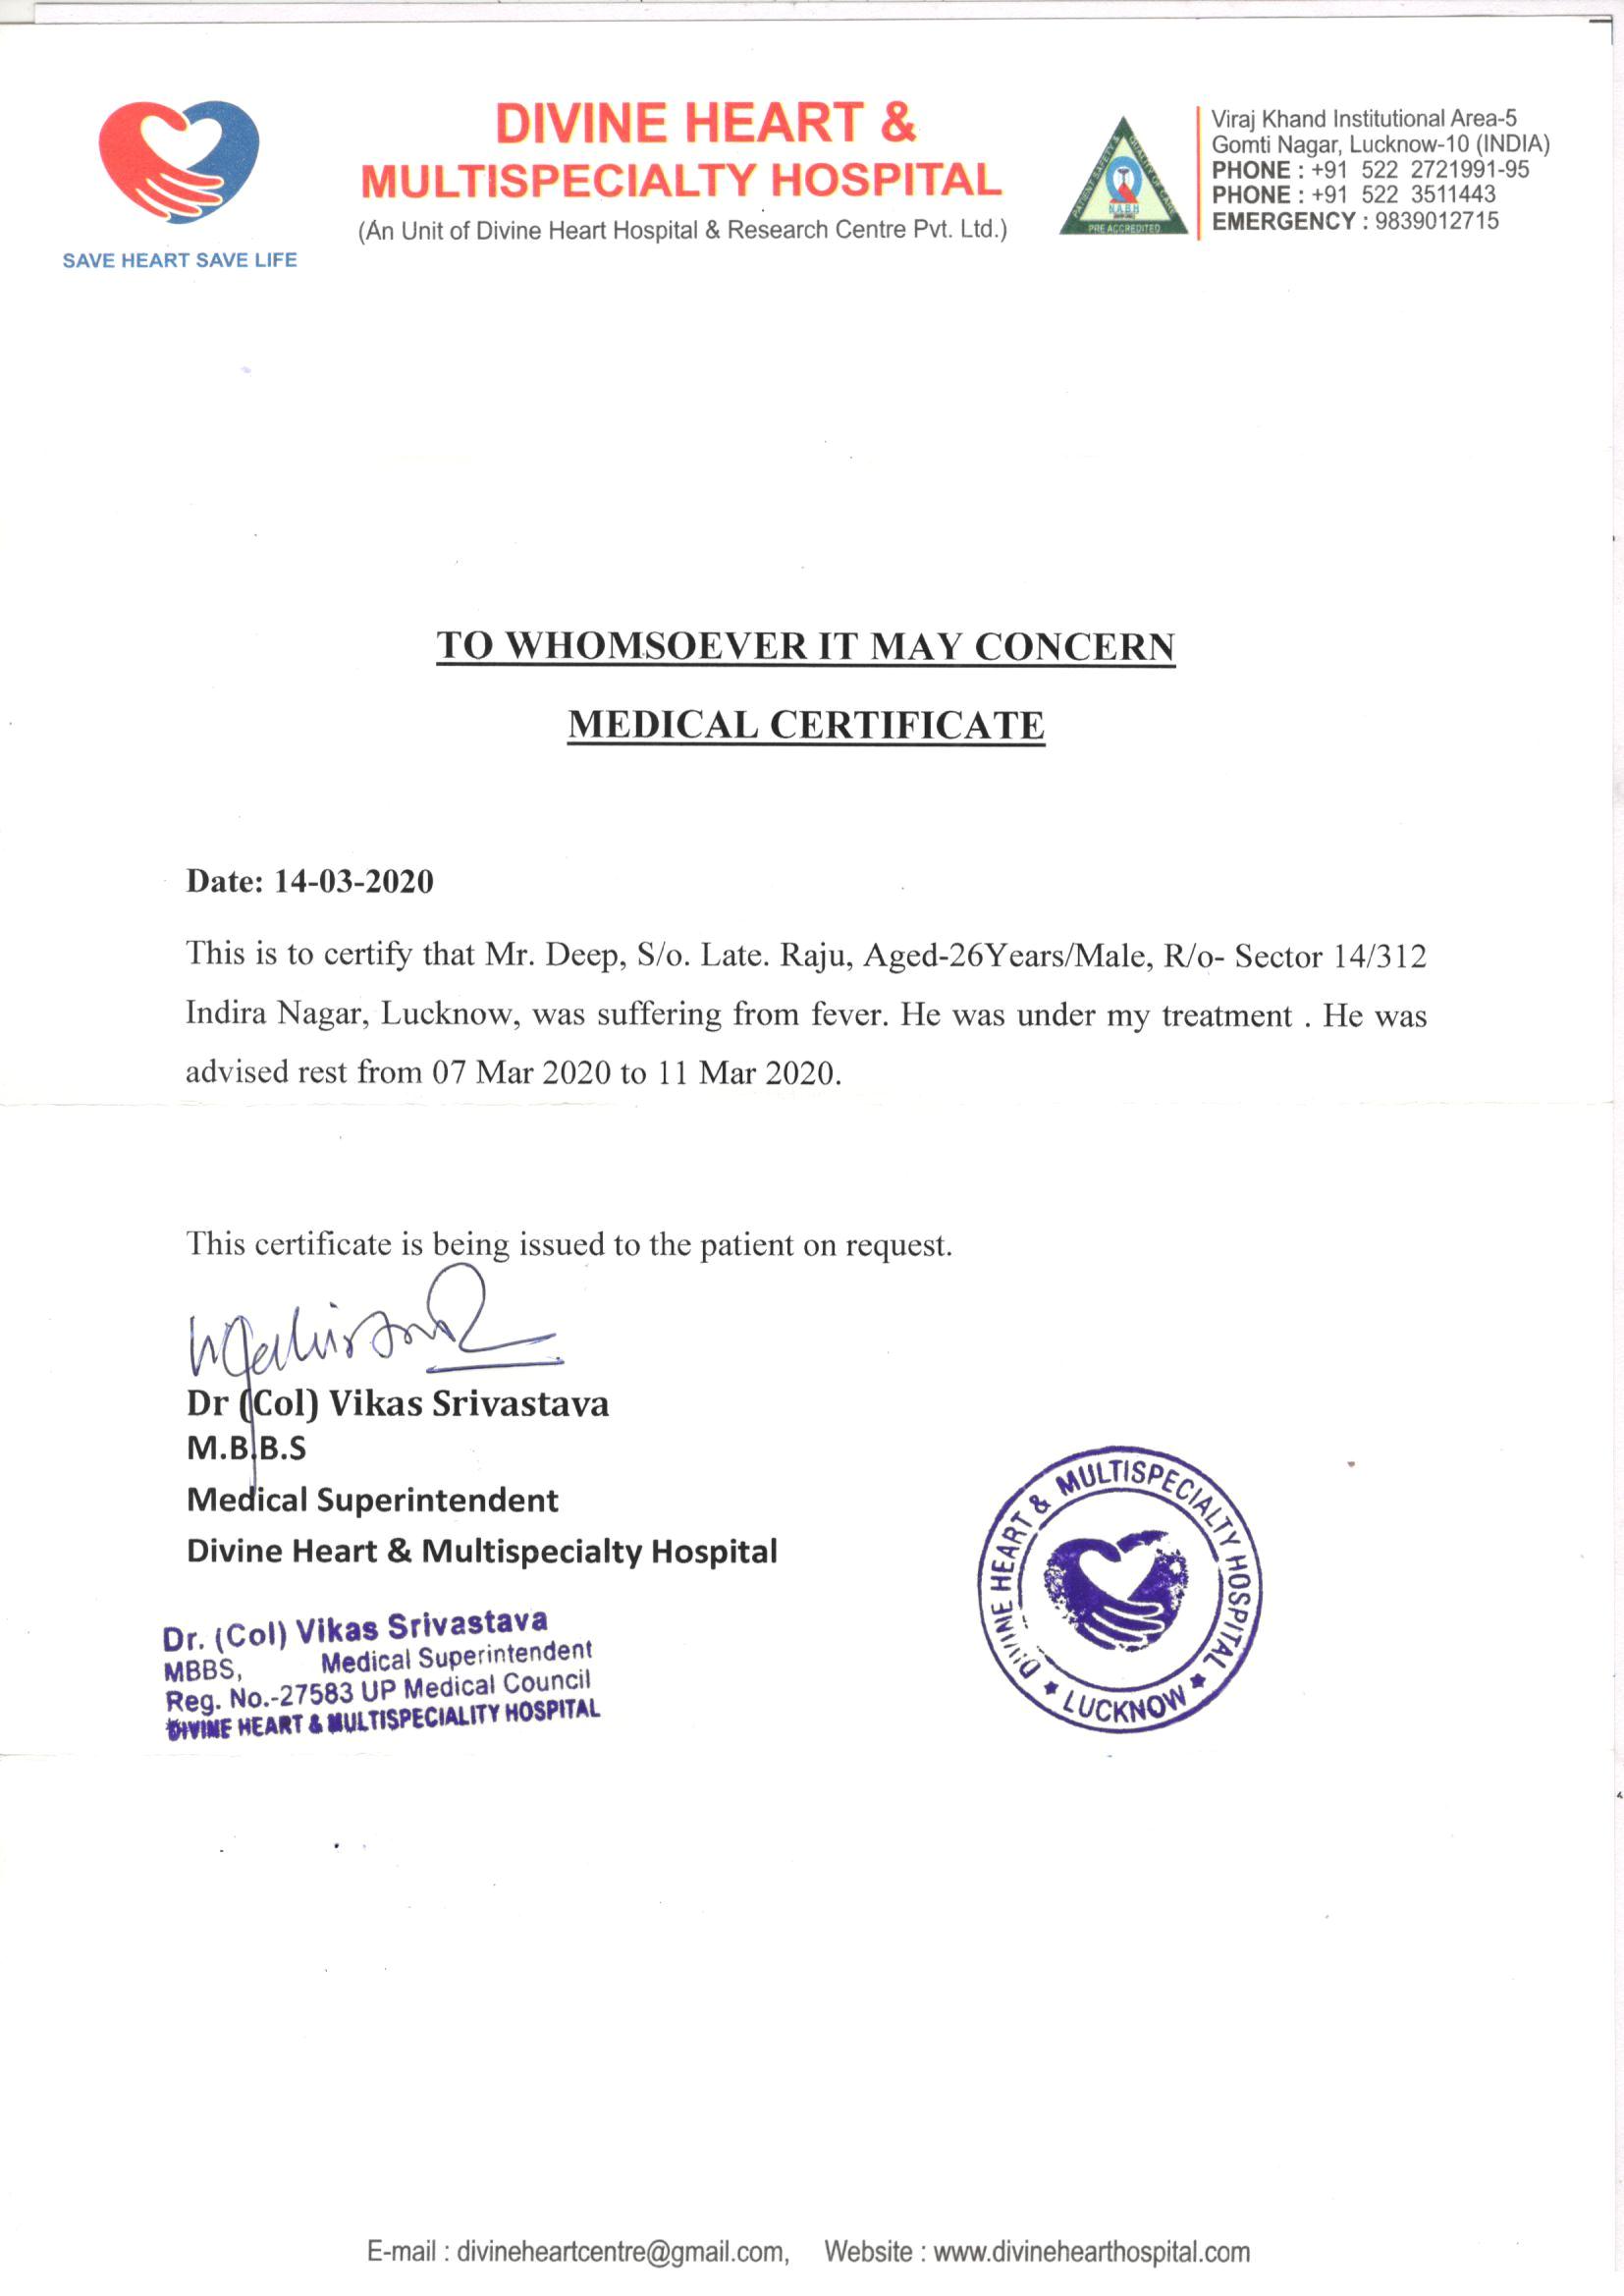 DIVINE HEART &
MULTISPECIALTY HOSPITAL
(An Unit of Divine Heart Hospital & Research Centre Pvt. Ltd.)
SAVE HEART SAVE LIFE
PATIENT SAFETY & QUALITY OF CARE
N.A.B.H
PRE ACCREDITED
Viraj Khand Institutional Area-5
Gomti Nagar, Lucknow-10 (INDIA)
PHONE : +91 522 2721991-95
PHONE : +91 522 3511443
EMERGENCY : 9839012715
TO WHOMSOEVER IT MAY CONCERN
MEDICAL CERTIFICATE
Date: 14-03-2020
This is to certify that Mr. Deep, S/o. Late. Raju, Aged-26Years/Male, R/o- Sector 14/312
Indira Nagar, Lucknow, was suffering from fever. He was under my treatment . He was
advised rest from 07 Mar 2020 to 11 Mar 2020.
This certificate is being issued to the patient on request.
Dr (Col) Vikas Srivastava
M.B.B.S
Medical Superintendent
Divine Heart & Multispecialty Hospital
Dr. (Col) Vikas Srivastava
MBBS, Medical Superintendent
Reg. No.-27583 UP Medical Council
DIVINE HEART & MULTISPECIALITY HOSPITAL
DIVINE HEART & MULTISPECIALTY HOSPITAL
★ LUCKNOW ★
E-mail : divineheartcentre@gmail.com, Website : www.divinehearthospital.com